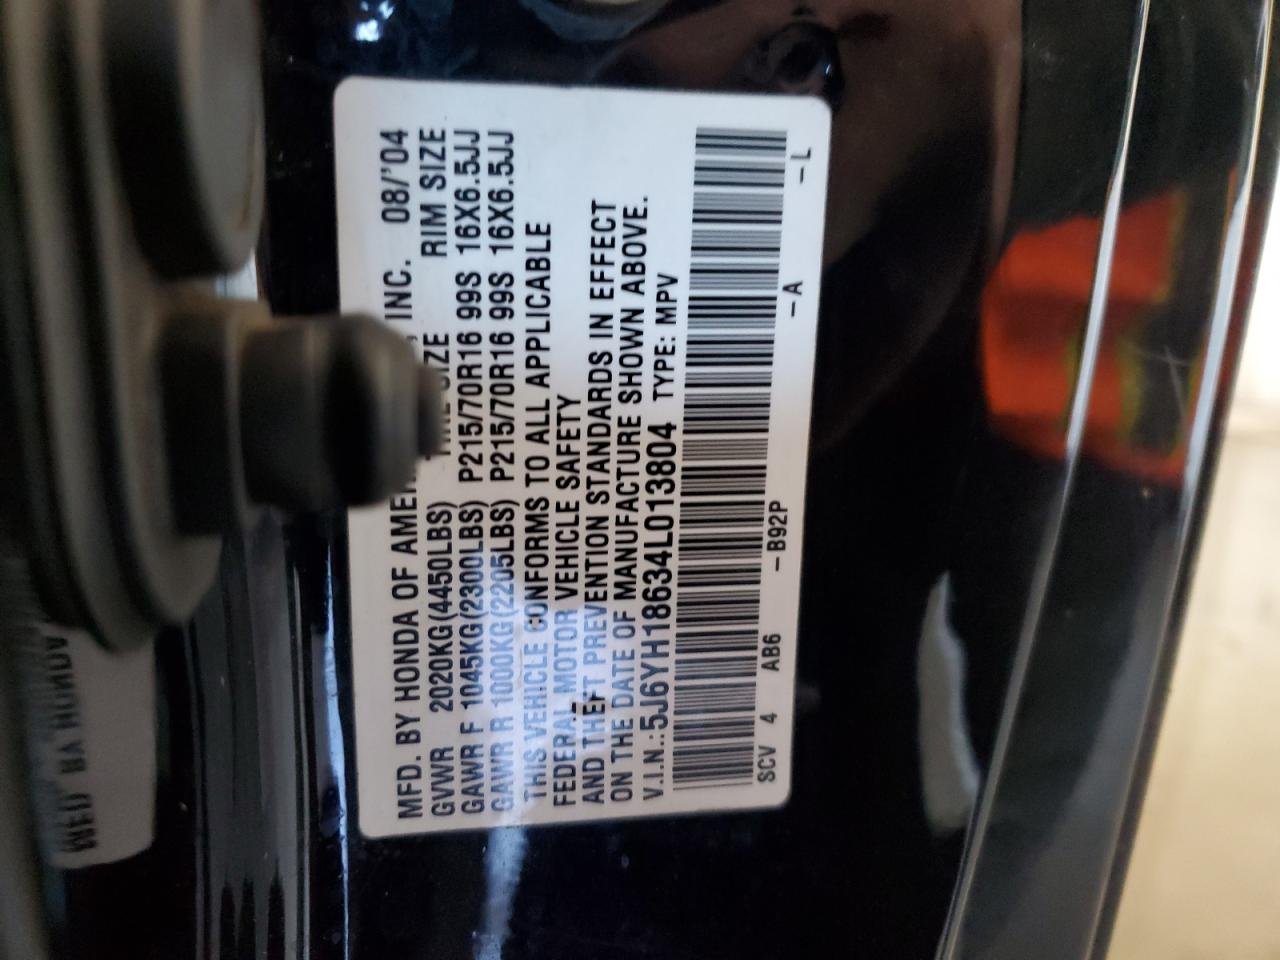 MFD. BY HONDA OF AMER , INC. 08/'04
GVWR 2020KG(4450LBS) SIZE RIM SIZE
GAWR F 1045KG(2300LBS) P215/70R16 99S 16X6.5JJ
GAWR R 1000KG(2205LBS) P215/70R16 99S 16X6.5JJ
THIS VEHICLE CONFORMS TO ALL APPLICABLE
FEDERAL MOTOR VEHICLE SAFETY
AND THEFT PREVENTION STANDARDS IN EFFECT
ON THE DATE OF MANUFACTURE SHOWN ABOVE.
V.I.N.:5J6YH18634L013804 TYPE: MPV
SCV 4 AB6 -B92P -A -L